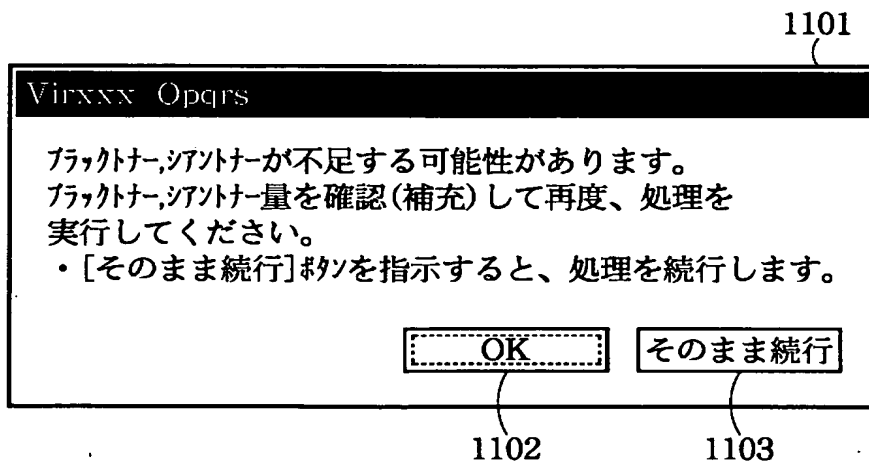 1101
Virxxx Opqrs
ﾌﾞﾗｯｸﾄﾅｰ,ｼｱﾝﾄﾅｰが不足する可能性があります。
ﾌﾞﾗｯｸﾄﾅｰ,ｼｱﾝﾄﾅｰ量を確認(補充)して再度、処理を
実行してください。
・[そのまま続行]ﾎﾞﾀﾝを指示すると、処理を続行します。
OK そのまま続行
1102 1103